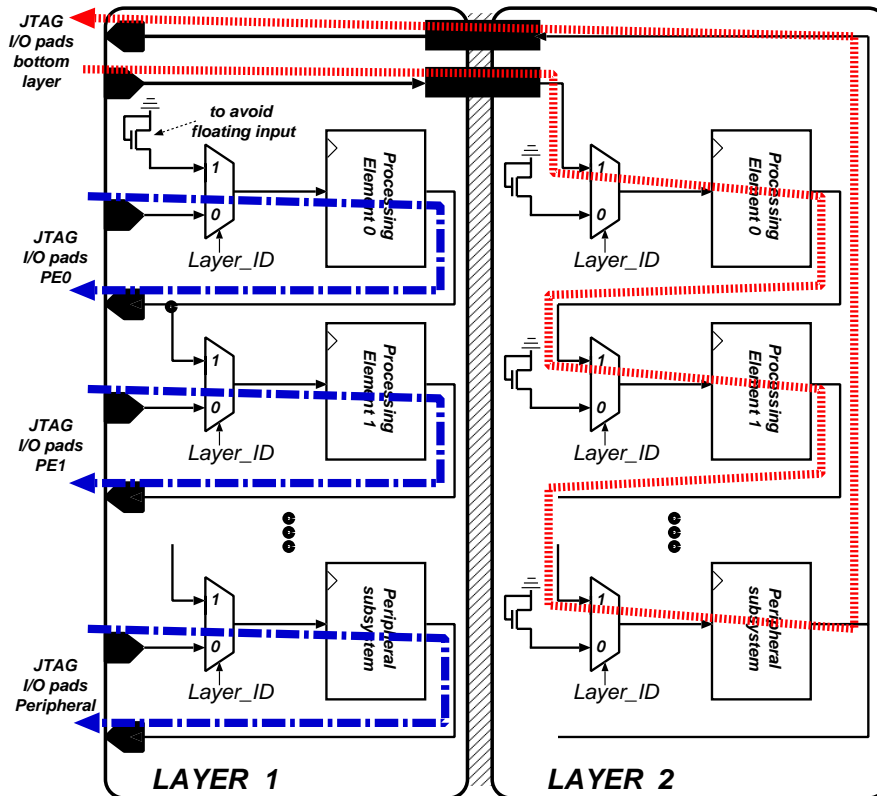 JTAG
I/O pads
bottom
layer
to avoid
floating input
1
0
Layer_ID
Processing
Element 0
JTAG
I/O pads
PE0
1
0
Layer_ID
Processing
Element 1
JTAG
I/O pads
PE1
1
0
Layer_ID
Peripheral
subsystem
JTAG
I/O pads
Peripheral
LAYER 1
1
0
Layer_ID
Processing
Element 0
1
0
Layer_ID
Processing
Element 1
1
0
Layer_ID
Peripheral
subsystem
LAYER 2